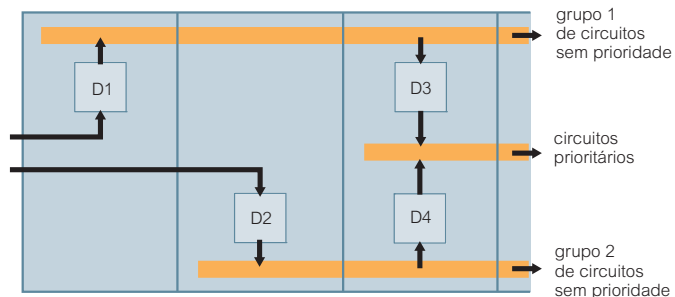 grupo 1
de circuitos
sem prioridade
D1
D3
circuitos
prioritários
D2
D4
grupo 2
de circuitos
sem prioridade